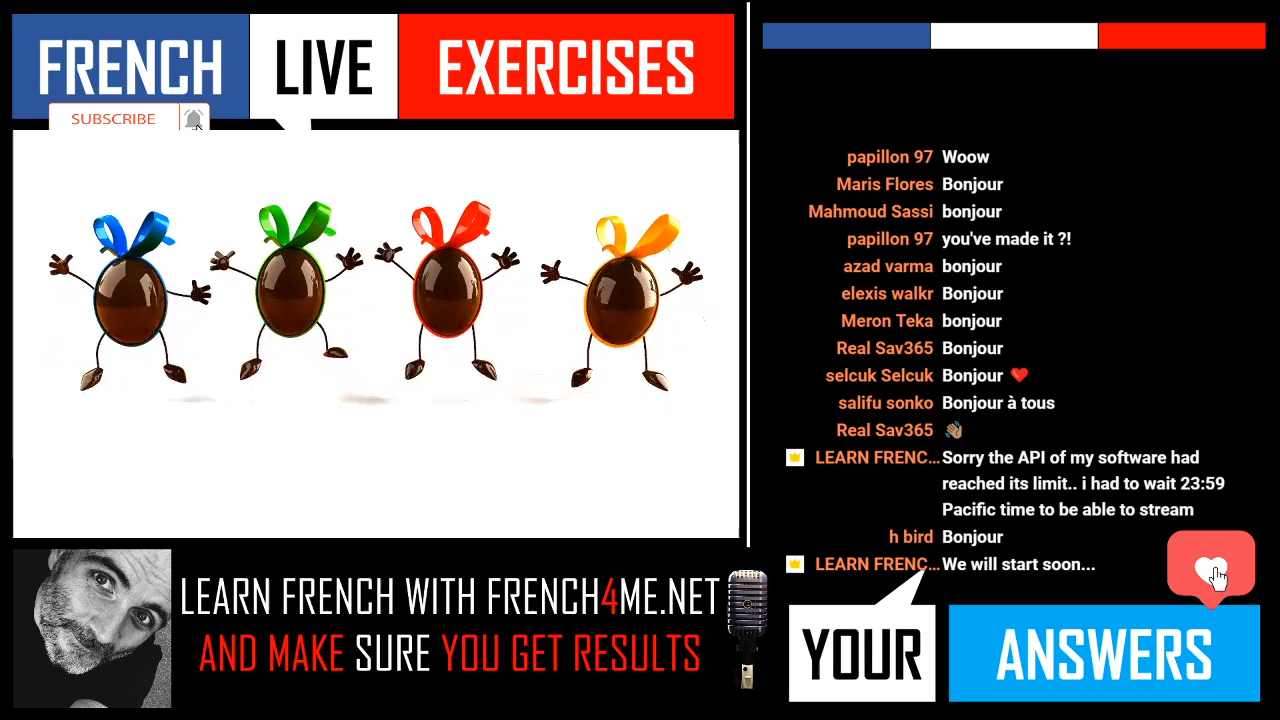 FRENCH LIVE EXERCISES
SUBSCRIBE
papillon 97 Woow
Maris Flores Bonjour
Mahmoud Sassi bonjour
papillon 97 you've made it ?!
azad varma bonjour
elexis walkr Bonjour
Meron Teka bonjour
Real Sav365 Bonjour
selcuk Selcuk Bonjour ❤️
salifu sonko Bonjour à tous
Real Sav365 👋🏽
LEARN FRENC... Sorry the API of my software had
reached its limit.. i had to wait 23:59
Pacific time to be able to stream
h bird Bonjour
LEARN FRENC... We will start soon...
LEARN FRENCH WITH FRENCH4ME.NET
AND MAKE SURE YOU GET RESULTS
YOUR ANSWERS